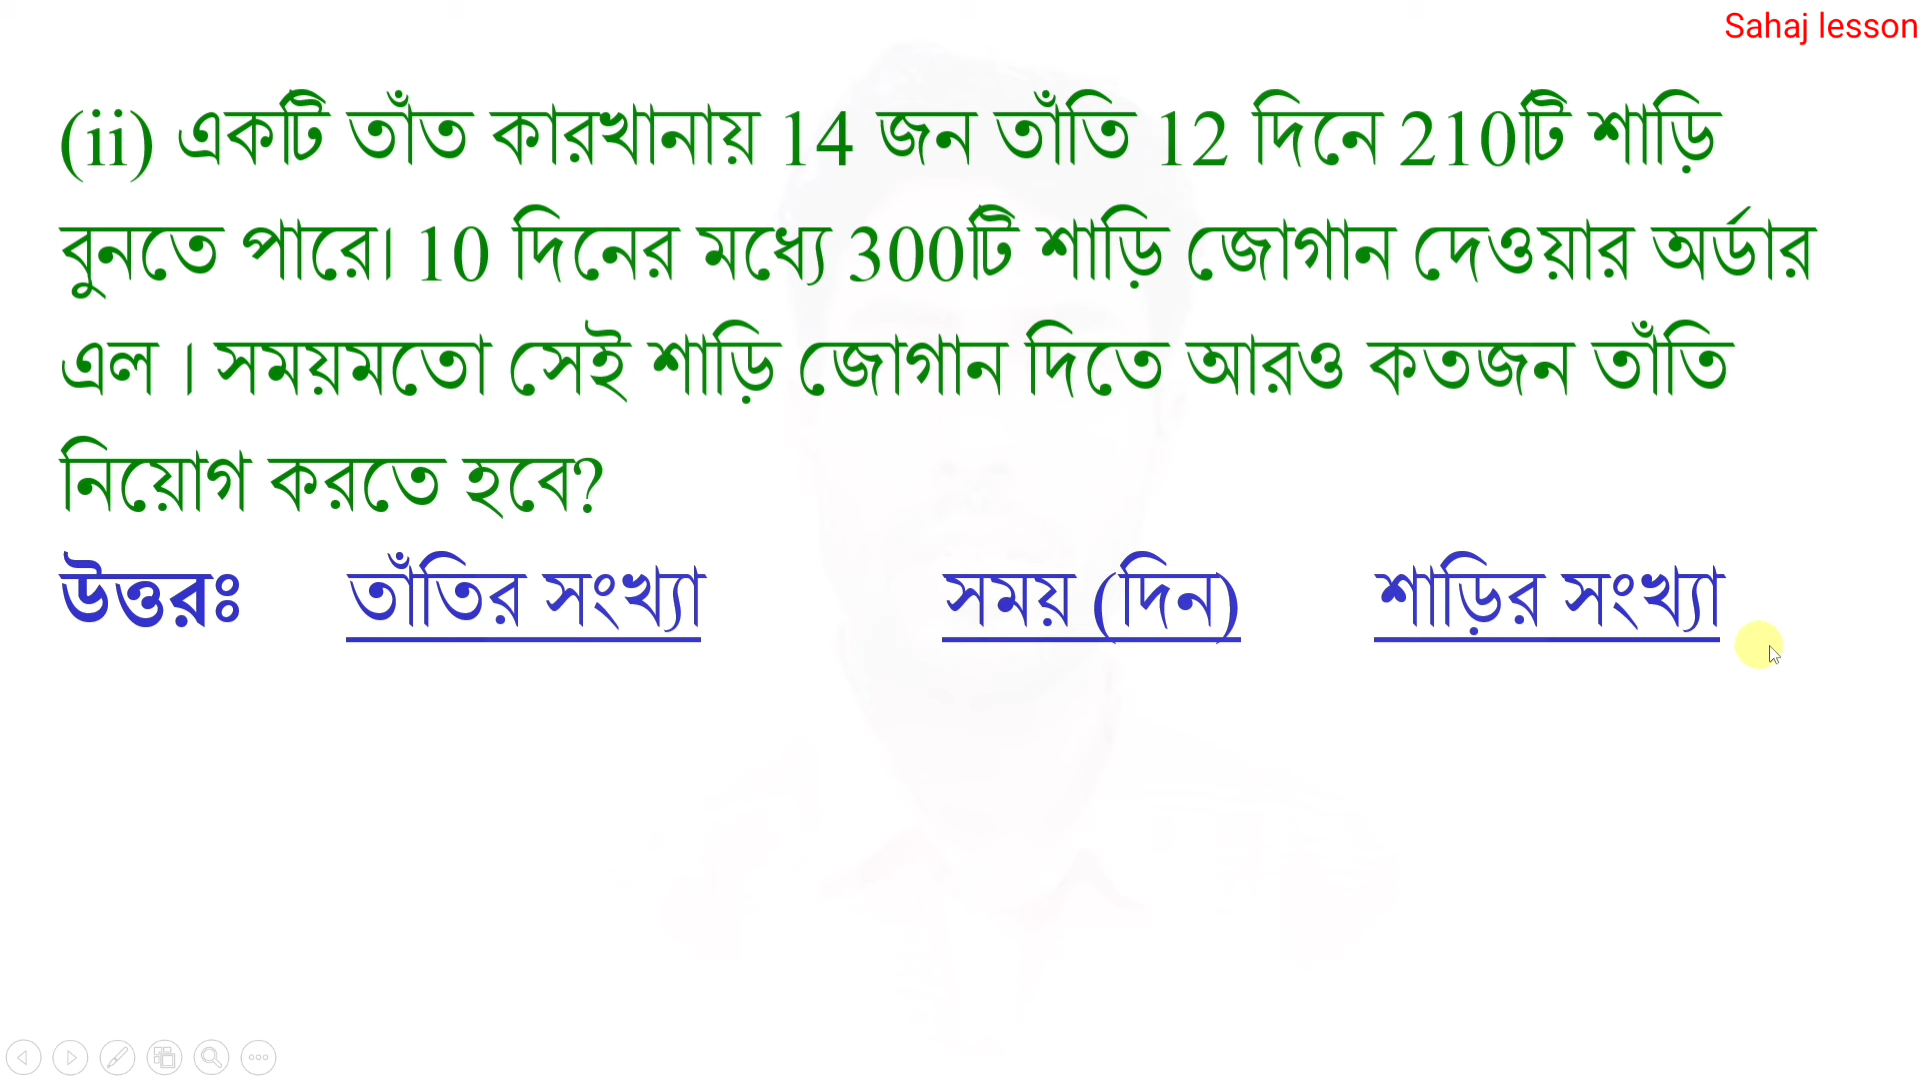 Sahaj lesson
(ii) একটি তাঁত কারখানায় 14 জন তাঁতি 12 দিনে 210টি শাড়ি
বুনতে পারে। 10 দিনের মধ্যে 300টি শাড়ি জোগান দেওয়ার অর্ডার
এল । সময়মতো সেই শাড়ি জোগান দিতে আরও কতজন তাঁতি
নিয়োগ করতে হবে?
উত্তরঃ তাঁতির সংখ্যা সময় (দিন) শাড়ির সংখ্যা